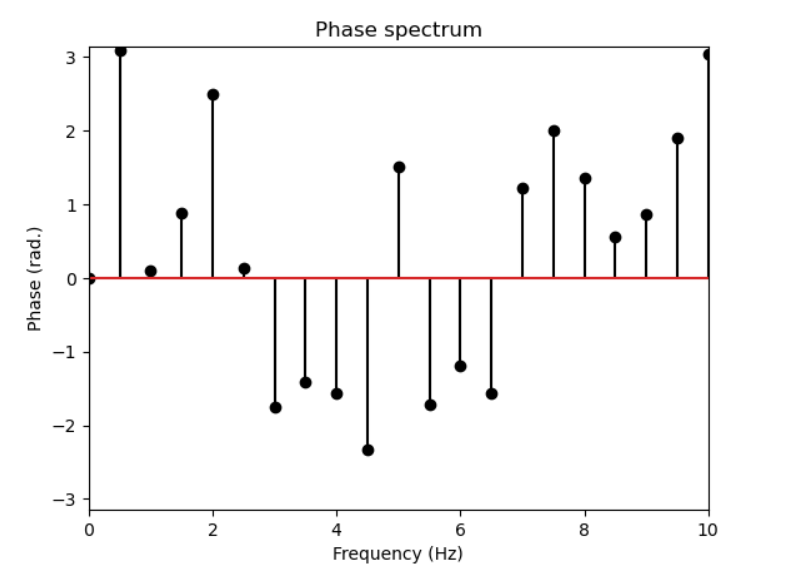 Phase spectrum
3
2
1
0
−1
−2
−3
Phase (rad.)
0 2 4 6 8 10
Frequency (Hz)